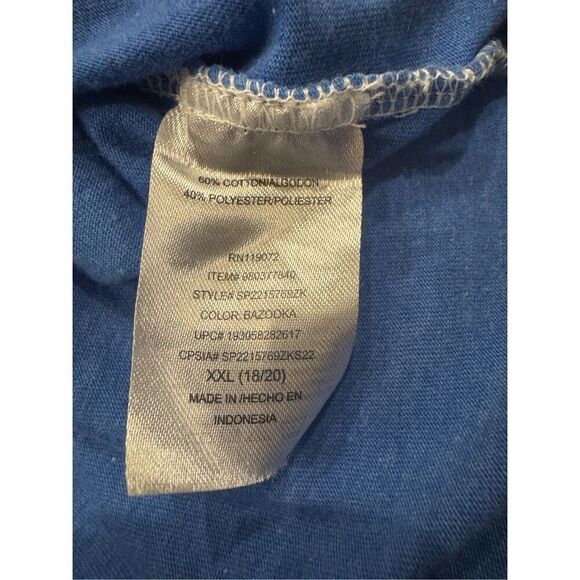 60% COTTON/ALGODON
40% POLYESTER/POLIESTER
RN119072
ITEM# 980377640
STYLE# SP2215769ZK
COLOR: BAZOOKA
UPC# 193058282617
CPSIA# SP2215769ZKS22
XXL (18/20)
MADE IN /HECHO EN
INDONESIA